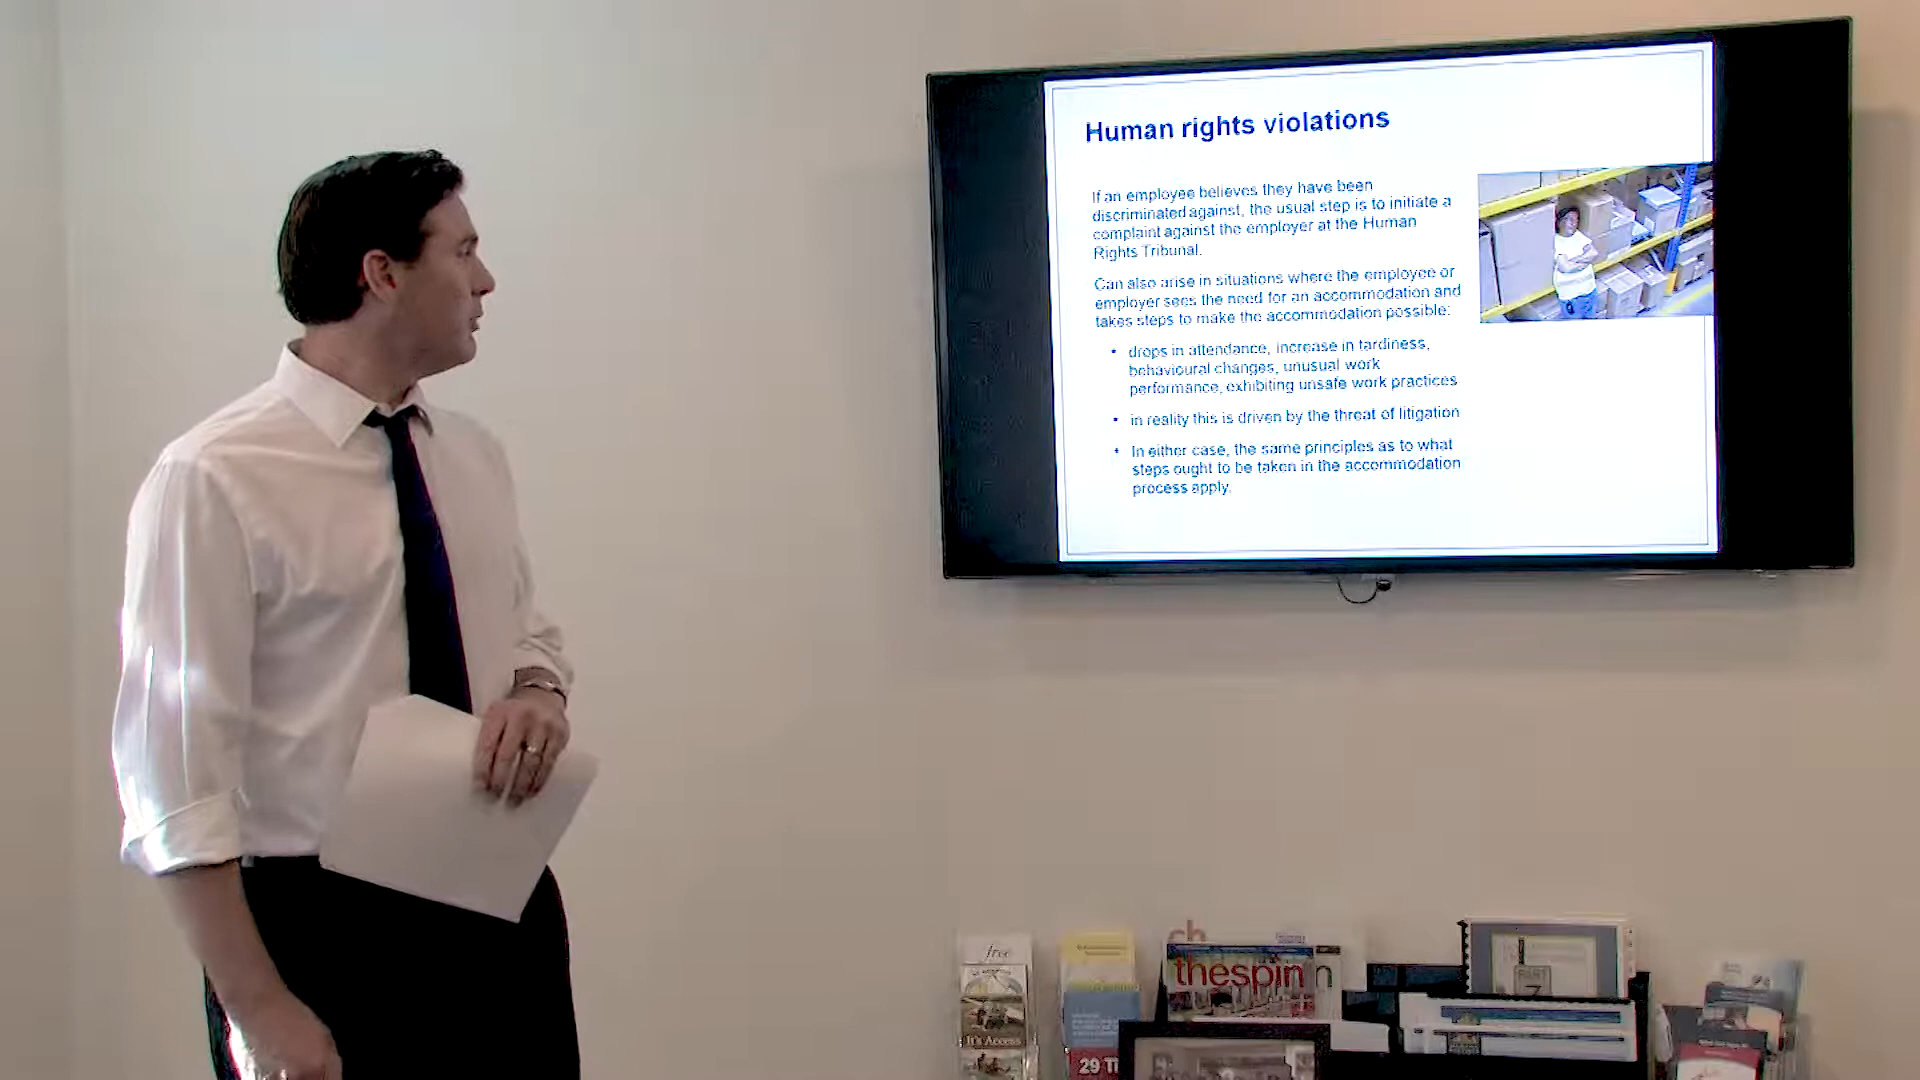 Human rights violations
If an employee believes they have been
discriminated against, the usual step is to initiate a
complaint against the employer at the Human
Rights Tribunal.
Can also arise in situations where the employee or
employer sees the need for an accommodation and
takes steps to make the accommodation possible:
• drops in attendance, increase in tardiness,
behavioural changes, unusual work
performance, exhibiting unsafe work practices
• in reality this is driven by the threat of litigation
• In either case, the same principles as to what
steps ought to be taken in the accommodation
process apply.
free
ch
thespin n
PART
7
It's Access
29 Ti